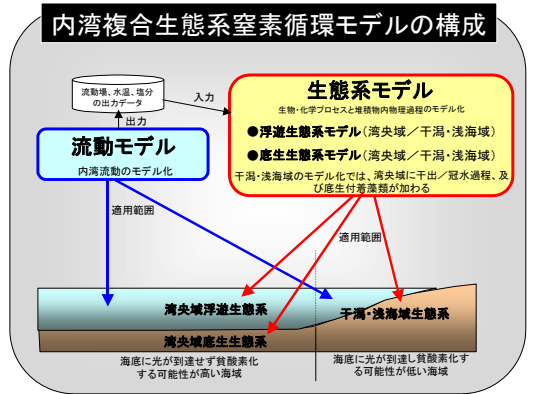 内湾複合生態系窒素循環モデルの構成
流動場、水温、塩分
の出力データ
入力
出力
生態系モデル
生物・化学プロセスと堆積物内物理過程のモデル化
●浮遊生態系モデル(湾央域/干潟・浅海域)
●底生生態系モデル(湾央域/干潟・浅海域)
干潟・浅海域のモデル化では、湾央域に干出/冠水過程、及
び底生付着藻類が加わる
流動モデル
内湾流動のモデル化
適用範囲
適用範囲
湾央域浮遊生態系
干潟・浅海域生態系
湾央域底生生態系
海底に光が到達せず貧酸素化
する可能性が高い海域
海底に光が到達し貧酸素化す
る可能性が低い海域